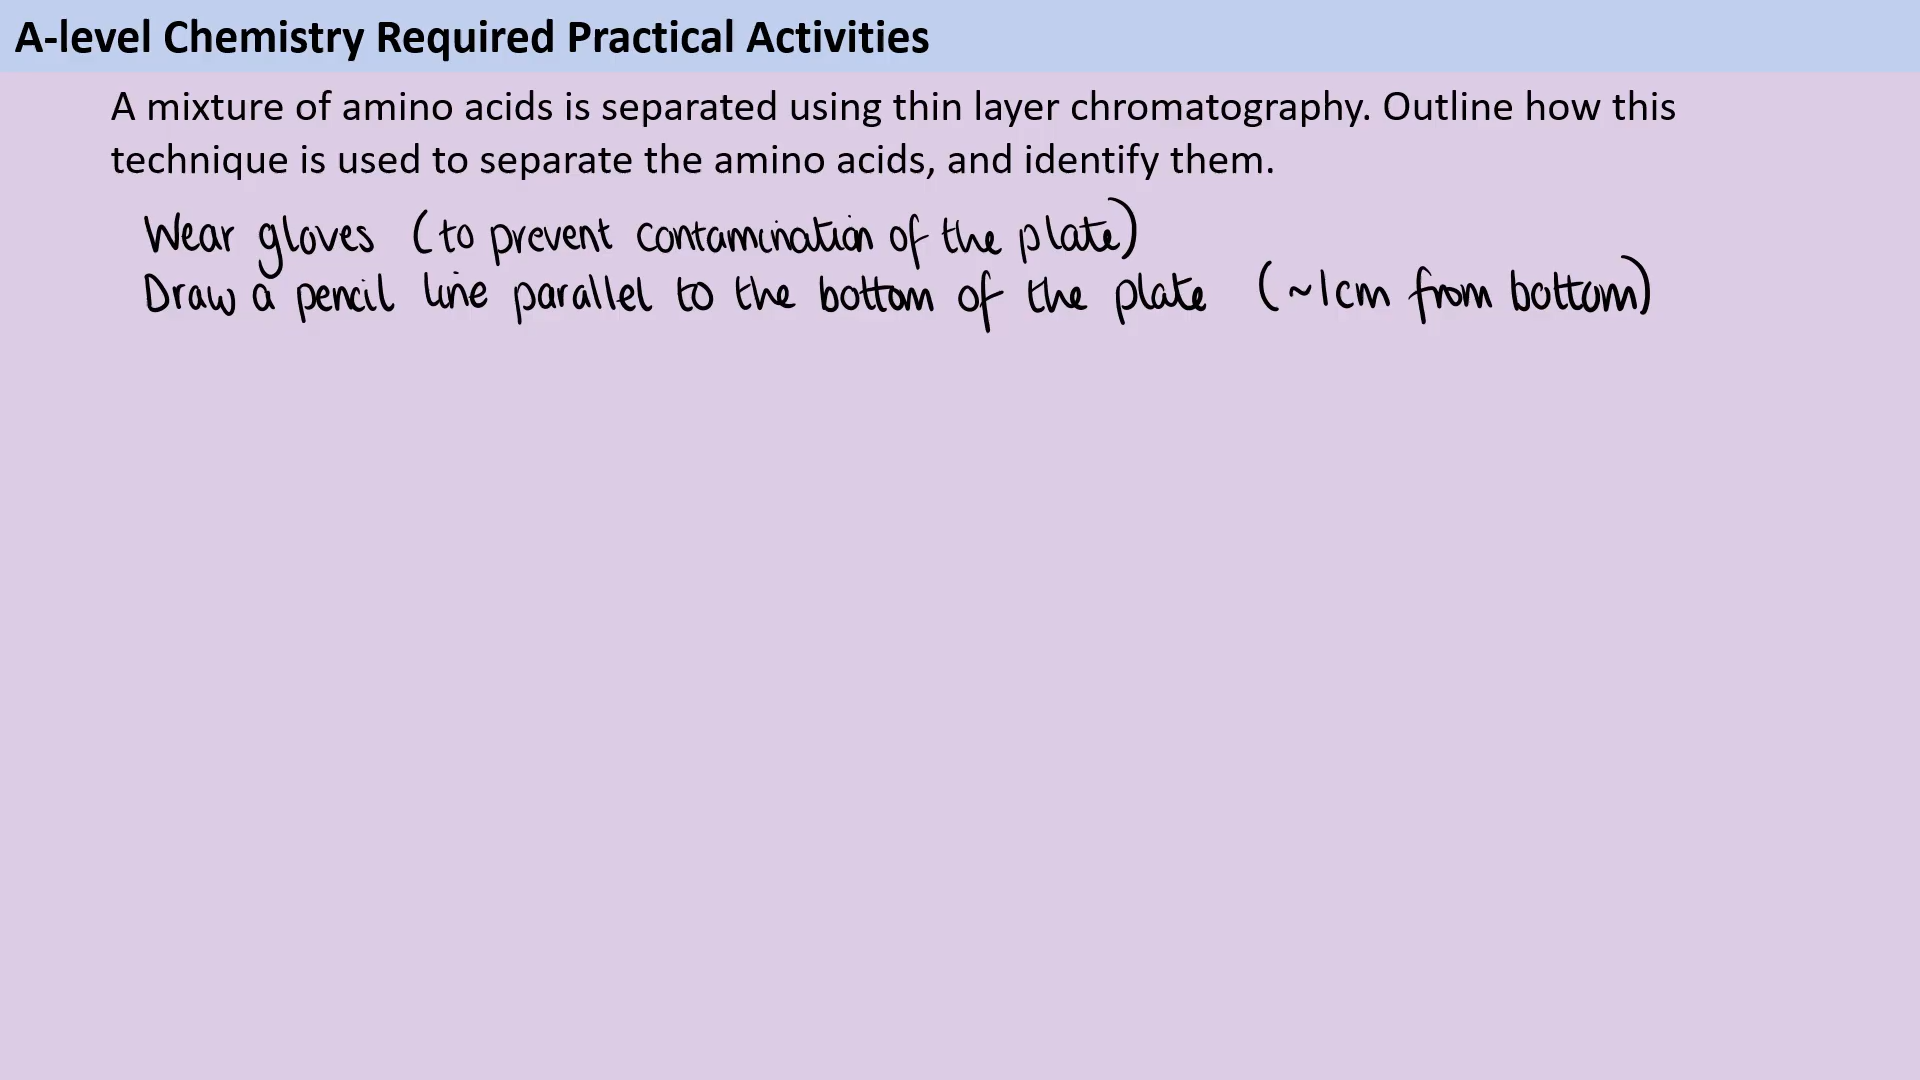 A-level Chemistry Required Practical Activities
A mixture of amino acids is separated using thin layer chromatography. Outline how this
technique is used to separate the amino acids, and identify them.
Wear gloves (to prevent contamination of the plate)
Draw a pencil line parallel to the bottom of the plate (~1cm from bottom)